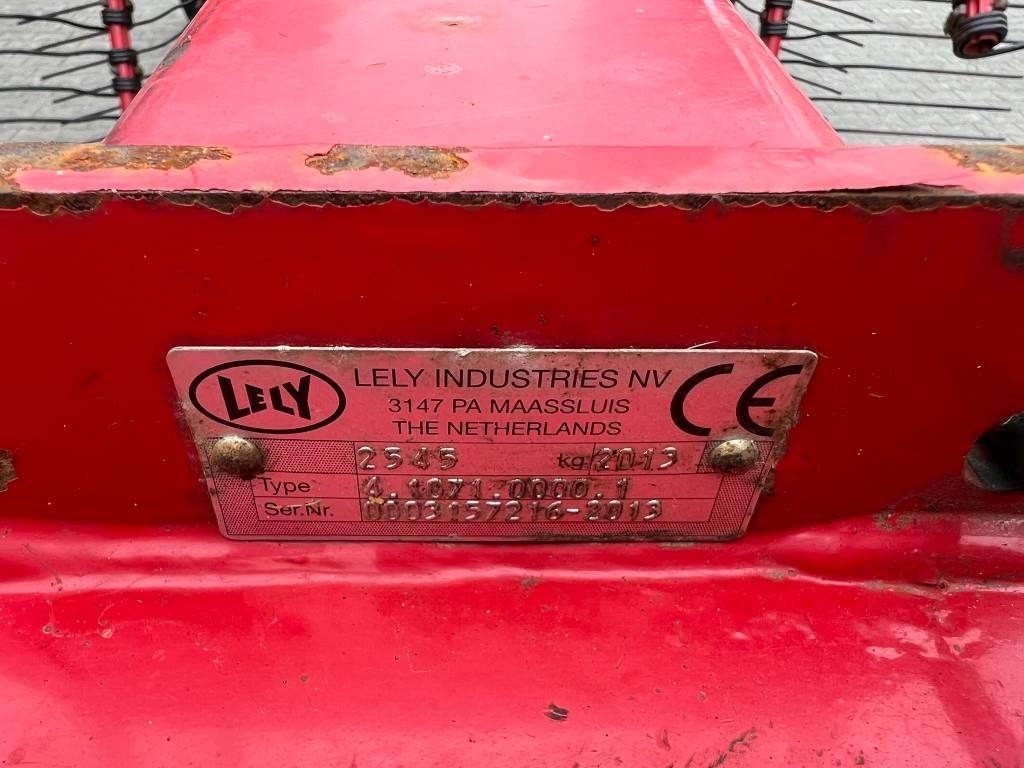 LELY LELY INDUSTRIES NV CE
3147 PA MAASSLUIS
THE NETHERLANDS
2545 kg 2013
Type 4.1071.0000.1
Ser.Nr. 0003157216-2013